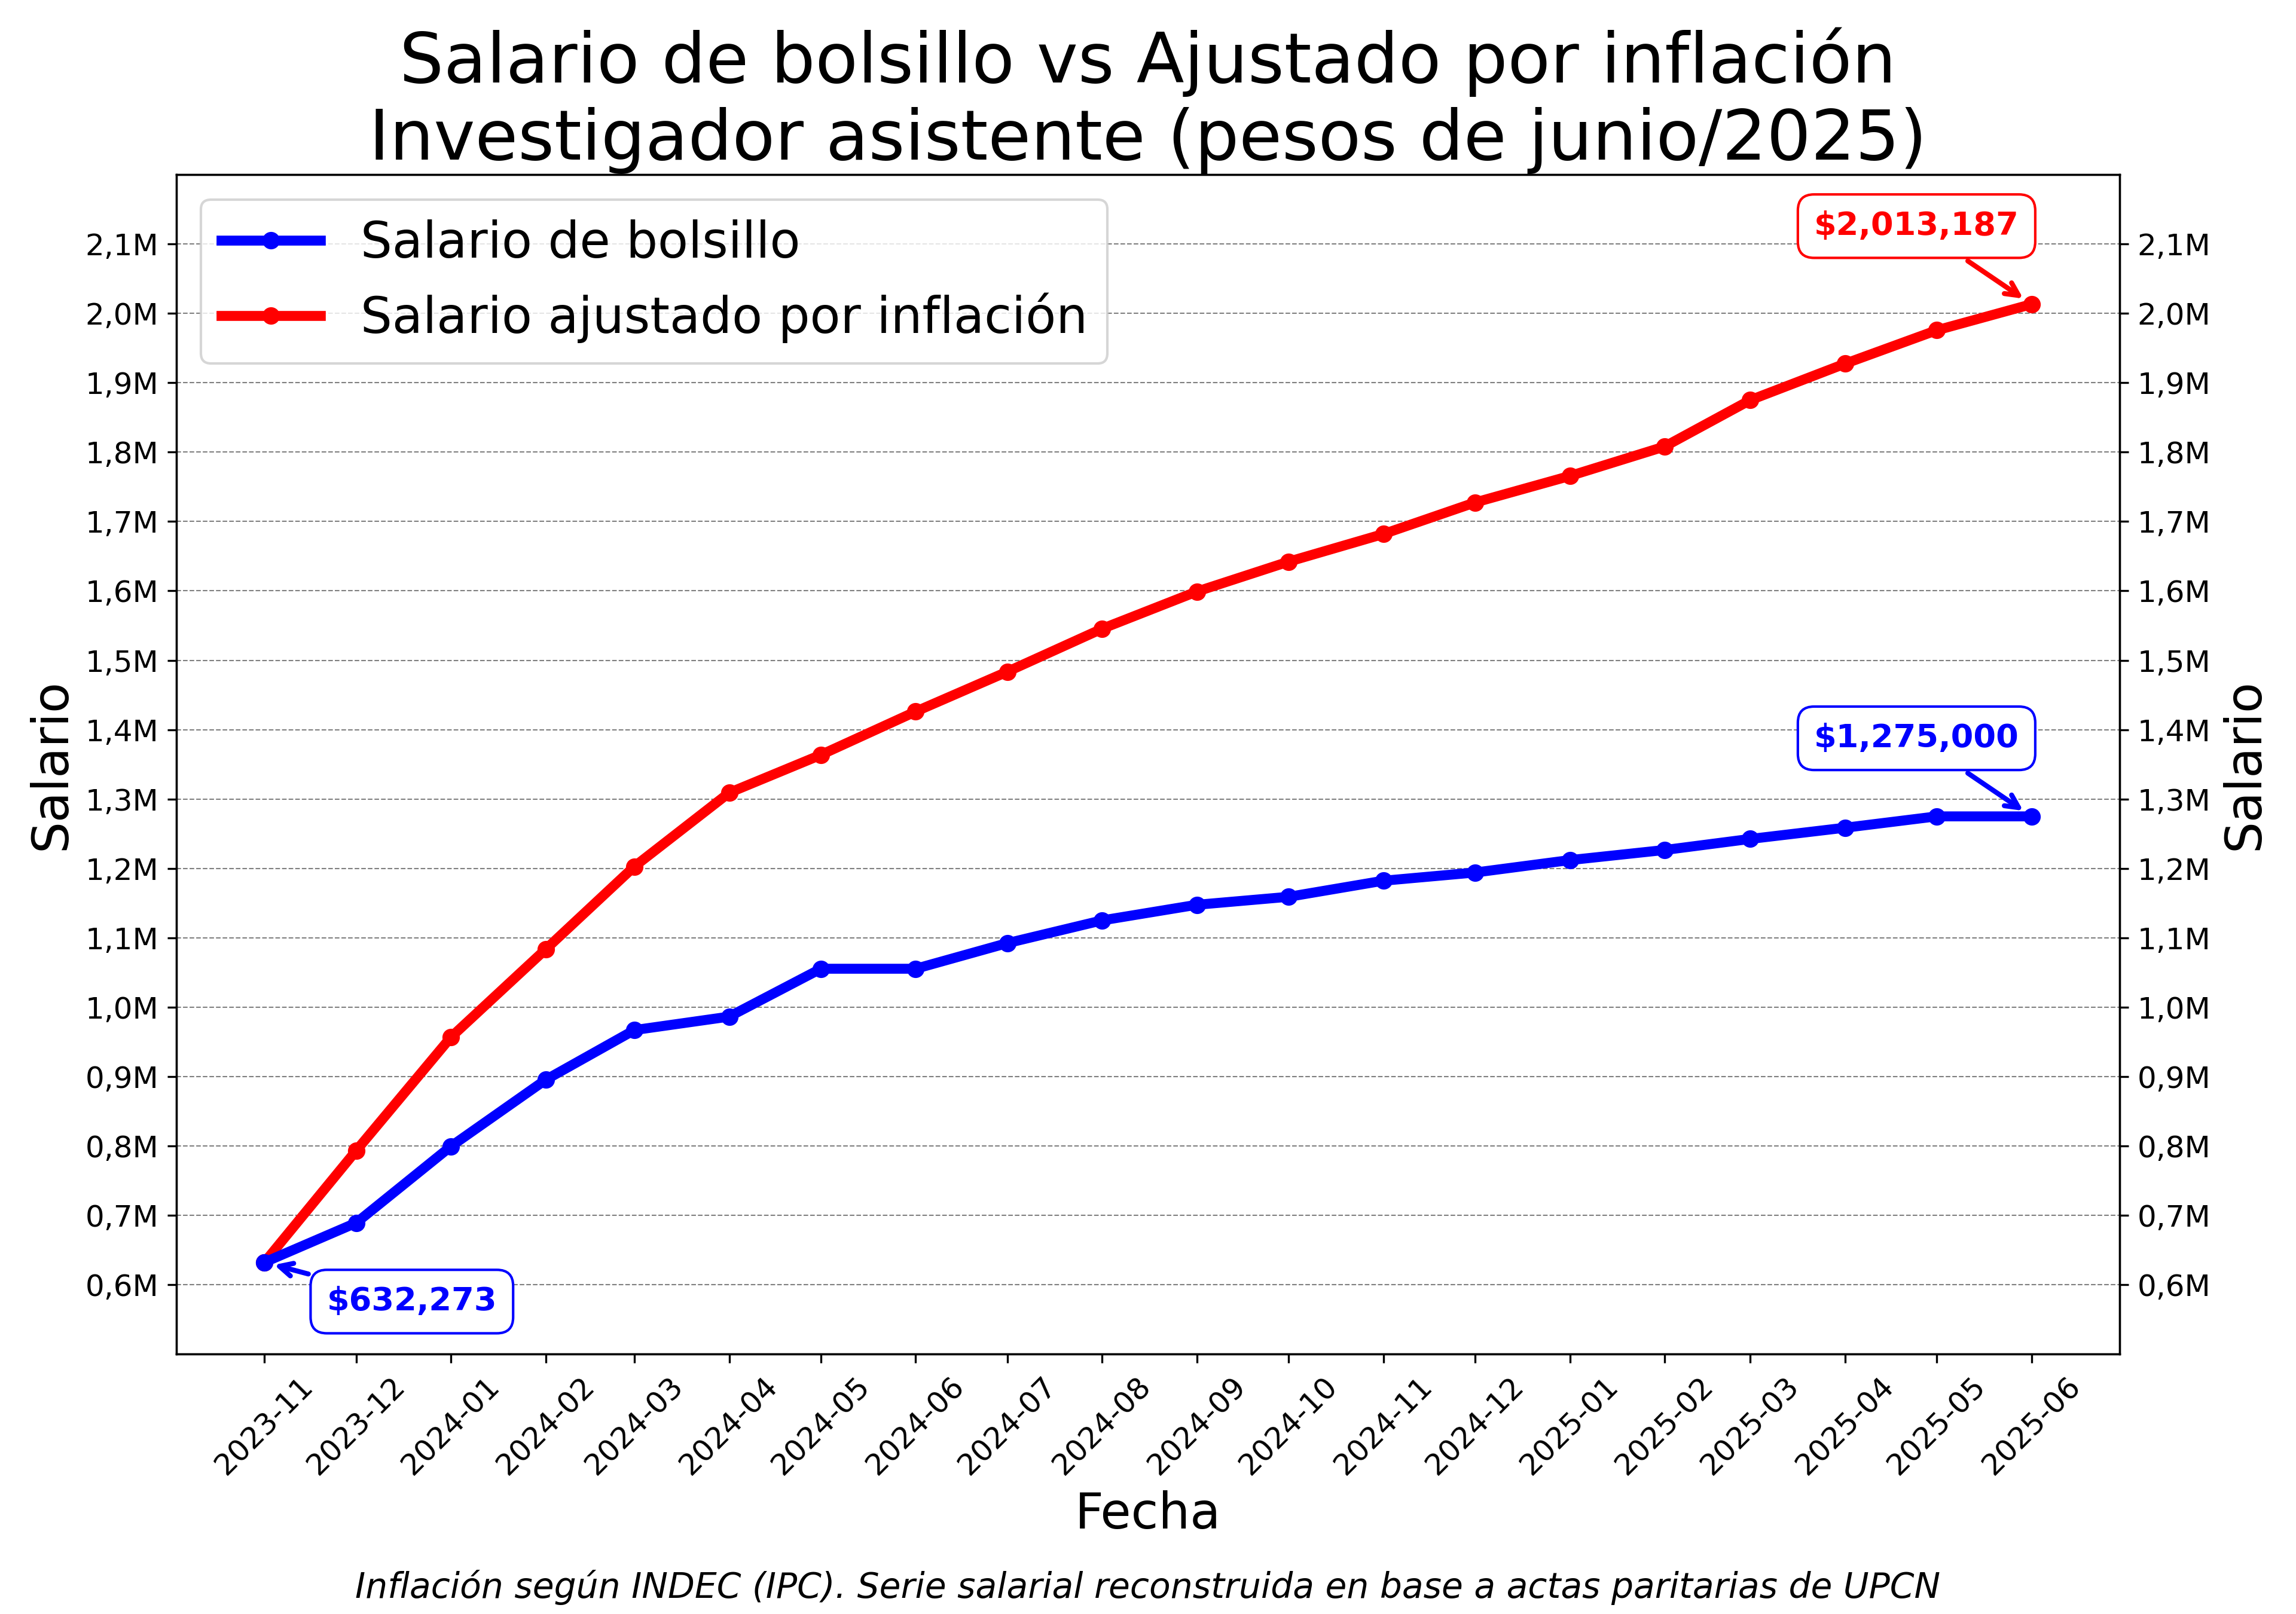 Salario de bolsillo vs Ajustado por inflación
Investigador asistente (pesos de junio/2025)
Salario de bolsillo
Salario ajustado por inflación
$2,013,187
$1,275,000
$632,273
2,1M
2,0M
1,9M
1,8M
1,7M
1,6M
1,5M
1,4M
1,3M
1,2M
1,1M
1,0M
0,9M
0,8M
0,7M
0,6M
Salario
2,1M
2,0M
1,9M
1,8M
1,7M
1,6M
1,5M
1,4M
1,3M
1,2M
1,1M
1,0M
0,9M
0,8M
0,7M
0,6M
Salario
2023-11
2023-12
2024-01
2024-02
2024-03
2024-04
2024-05
2024-06
2024-07
2024-08
2024-09
2024-10
2024-11
2024-12
2025-01
2025-02
2025-03
2025-04
2025-05
2025-06
Fecha
Inflación según INDEC (IPC). Serie salarial reconstruida en base a actas paritarias de UPCN